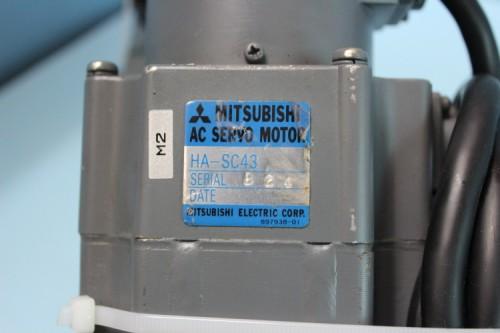 M2
MITSUBISHI
AC SERVO MOTOR
HA-SC43
SERIAL
DATE
MITSUBISHI ELECTRIC CORP.